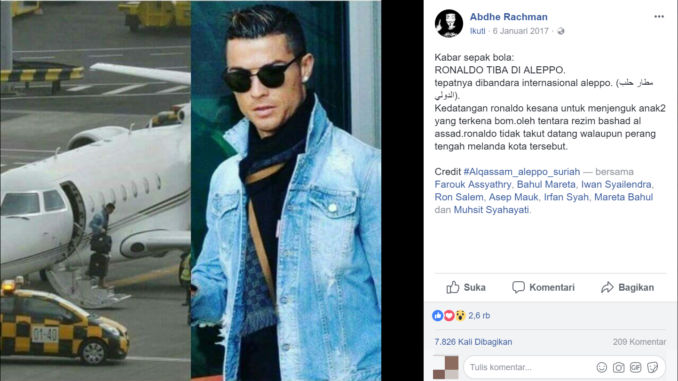 Abdhe Rachman
Ikuti · 6 Januari 2017 ·
Kabar sepak bola:
RONALDO TIBA DI ALEPPO.
tepatnya dibandara internasional aleppo. (مطار حلب
الدولي).
Kedatangan ronaldo kesana untuk menjenguk anak2
yang terkena bom.oleh tentara rezim bashad al
assad.ronaldo tidak takut datang walaupun perang
tengah melanda kota tersebut.
Credit #Alqassam_aleppo_suriah — bersama
Farouk Assyathry, Bahul Mareta, Iwan Syailendra,
Ron Salem, Asep Mauk, Irfan Syah, Mareta Bahul
dan Muhsit Syahayati.
Suka Komentari Bagikan
2,6 rb
7.826 Kali Dibagikan 209 Komentar
Tulis komentar...
01-40